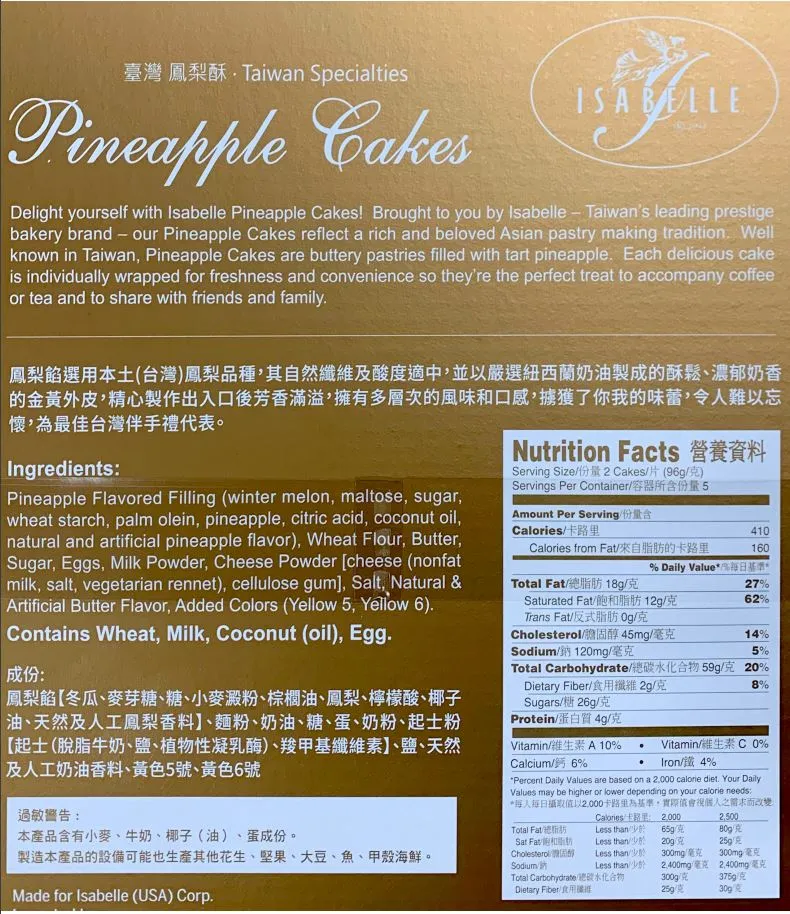 臺灣 鳳梨酥 · Taiwan Specialties
Pineapple Cakes
ISABELLE
Delight yourself with Isabelle Pineapple Cakes! Brought to you by Isabelle – Taiwan's leading prestige
bakery brand – our Pineapple Cakes reflect a rich and beloved Asian pastry making tradition. Well
known in Taiwan, Pineapple Cakes are buttery pastries filled with tart pineapple. Each delicious cake
is individually wrapped for freshness and convenience so they're the perfect treat to accompany coffee
or tea and to share with friends and family.
鳳梨餡選用本土(台灣)鳳梨品種,其自然纖維及酸度適中,並以嚴選紐西蘭奶油製成的酥鬆、濃郁奶香
的金黃外皮,精心製作出入口後芳香滿溢,擁有多層次的風味和口感,擄獲了你我的味蕾,令人難以忘
懷,為最佳台灣伴手禮代表。
Ingredients:
Pineapple Flavored Filling (winter melon, maltose, sugar,
wheat starch, palm olein, pineapple, citric acid, coconut oil,
natural and artificial pineapple flavor), Wheat Flour, Butter,
Sugar, Eggs, Milk Powder, Cheese Powder [cheese (nonfat
milk, salt, vegetarian rennet), cellulose gum], Salt, Natural &
Artificial Butter Flavor, Added Colors (Yellow 5, Yellow 6).
Contains Wheat, Milk, Coconut (oil), Egg.
成份:
鳳梨餡【冬瓜、麥芽糖、糖、小麥澱粉、棕櫚油、鳳梨、檸檬酸、椰子
油、天然及人工鳳梨香料】、麵粉、奶油、糖、蛋、奶粉、起士粉
【起士(脫脂牛奶、鹽、植物性凝乳酶)、羧甲基纖維素】、鹽、天然
及人工奶油香料、黃色5號、黃色6號
過敏警告:
本產品含有小麥、牛奶、椰子(油)、蛋成份。
製造本產品的設備可能也生產其他花生、堅果、大豆、魚、甲殼海鮮。
Made for Isabelle (USA) Corp.
Nutrition Facts 營養資料
Serving Size/份量 2 Cakes/片 (96g/克)
Servings Per Container/容器所含份量 5
Amount Per Serving/份量含
Calories/卡路里 410
Calories from Fat/來自脂肪的卡路里 160
% Daily Value*/%每日基準*
Total Fat/總脂肪 18g/克 27%
Saturated Fat/飽和脂肪 12g/克 62%
Trans Fat/反式脂肪 0g/克
Cholesterol/膽固醇 45mg/毫克 14%
Sodium/鈉 120mg/毫克 5%
Total Carbohydrate/總碳水化合物 59g/克 20%
Dietary Fiber/食用纖維 2g/克 8%
Sugars/糖 26g/克
Protein/蛋白質 4g/克
Vitamin/維生素 A 10% • Vitamin/維生素 C 0%
Calcium/鈣 6% • Iron/鐵 4%
*Percent Daily Values are based on a 2,000 calorie diet. Your Daily
Values may be higher or lower depending on your calorie needs:
*每人每日攝取值以2,000卡路里為基準,實際值會視個人之需求而改變:
Calories/卡路里: 2,000 2,500
Total Fat/總脂肪 Less than/少於 65g/克 80g/克
Sat Fat/飽和脂肪 Less than/少於 20g/克 25g/克
Cholesterol/膽固醇 Less than/少於 300mg/毫克 300mg/毫克
Sodium/鈉 Less than/少於 2,400mg/毫克 2,400mg/毫克
Total Carbohydrate/總碳水化合物 300g/克 375g/克
Dietary Fiber/食用纖維 25g/克 30g/克